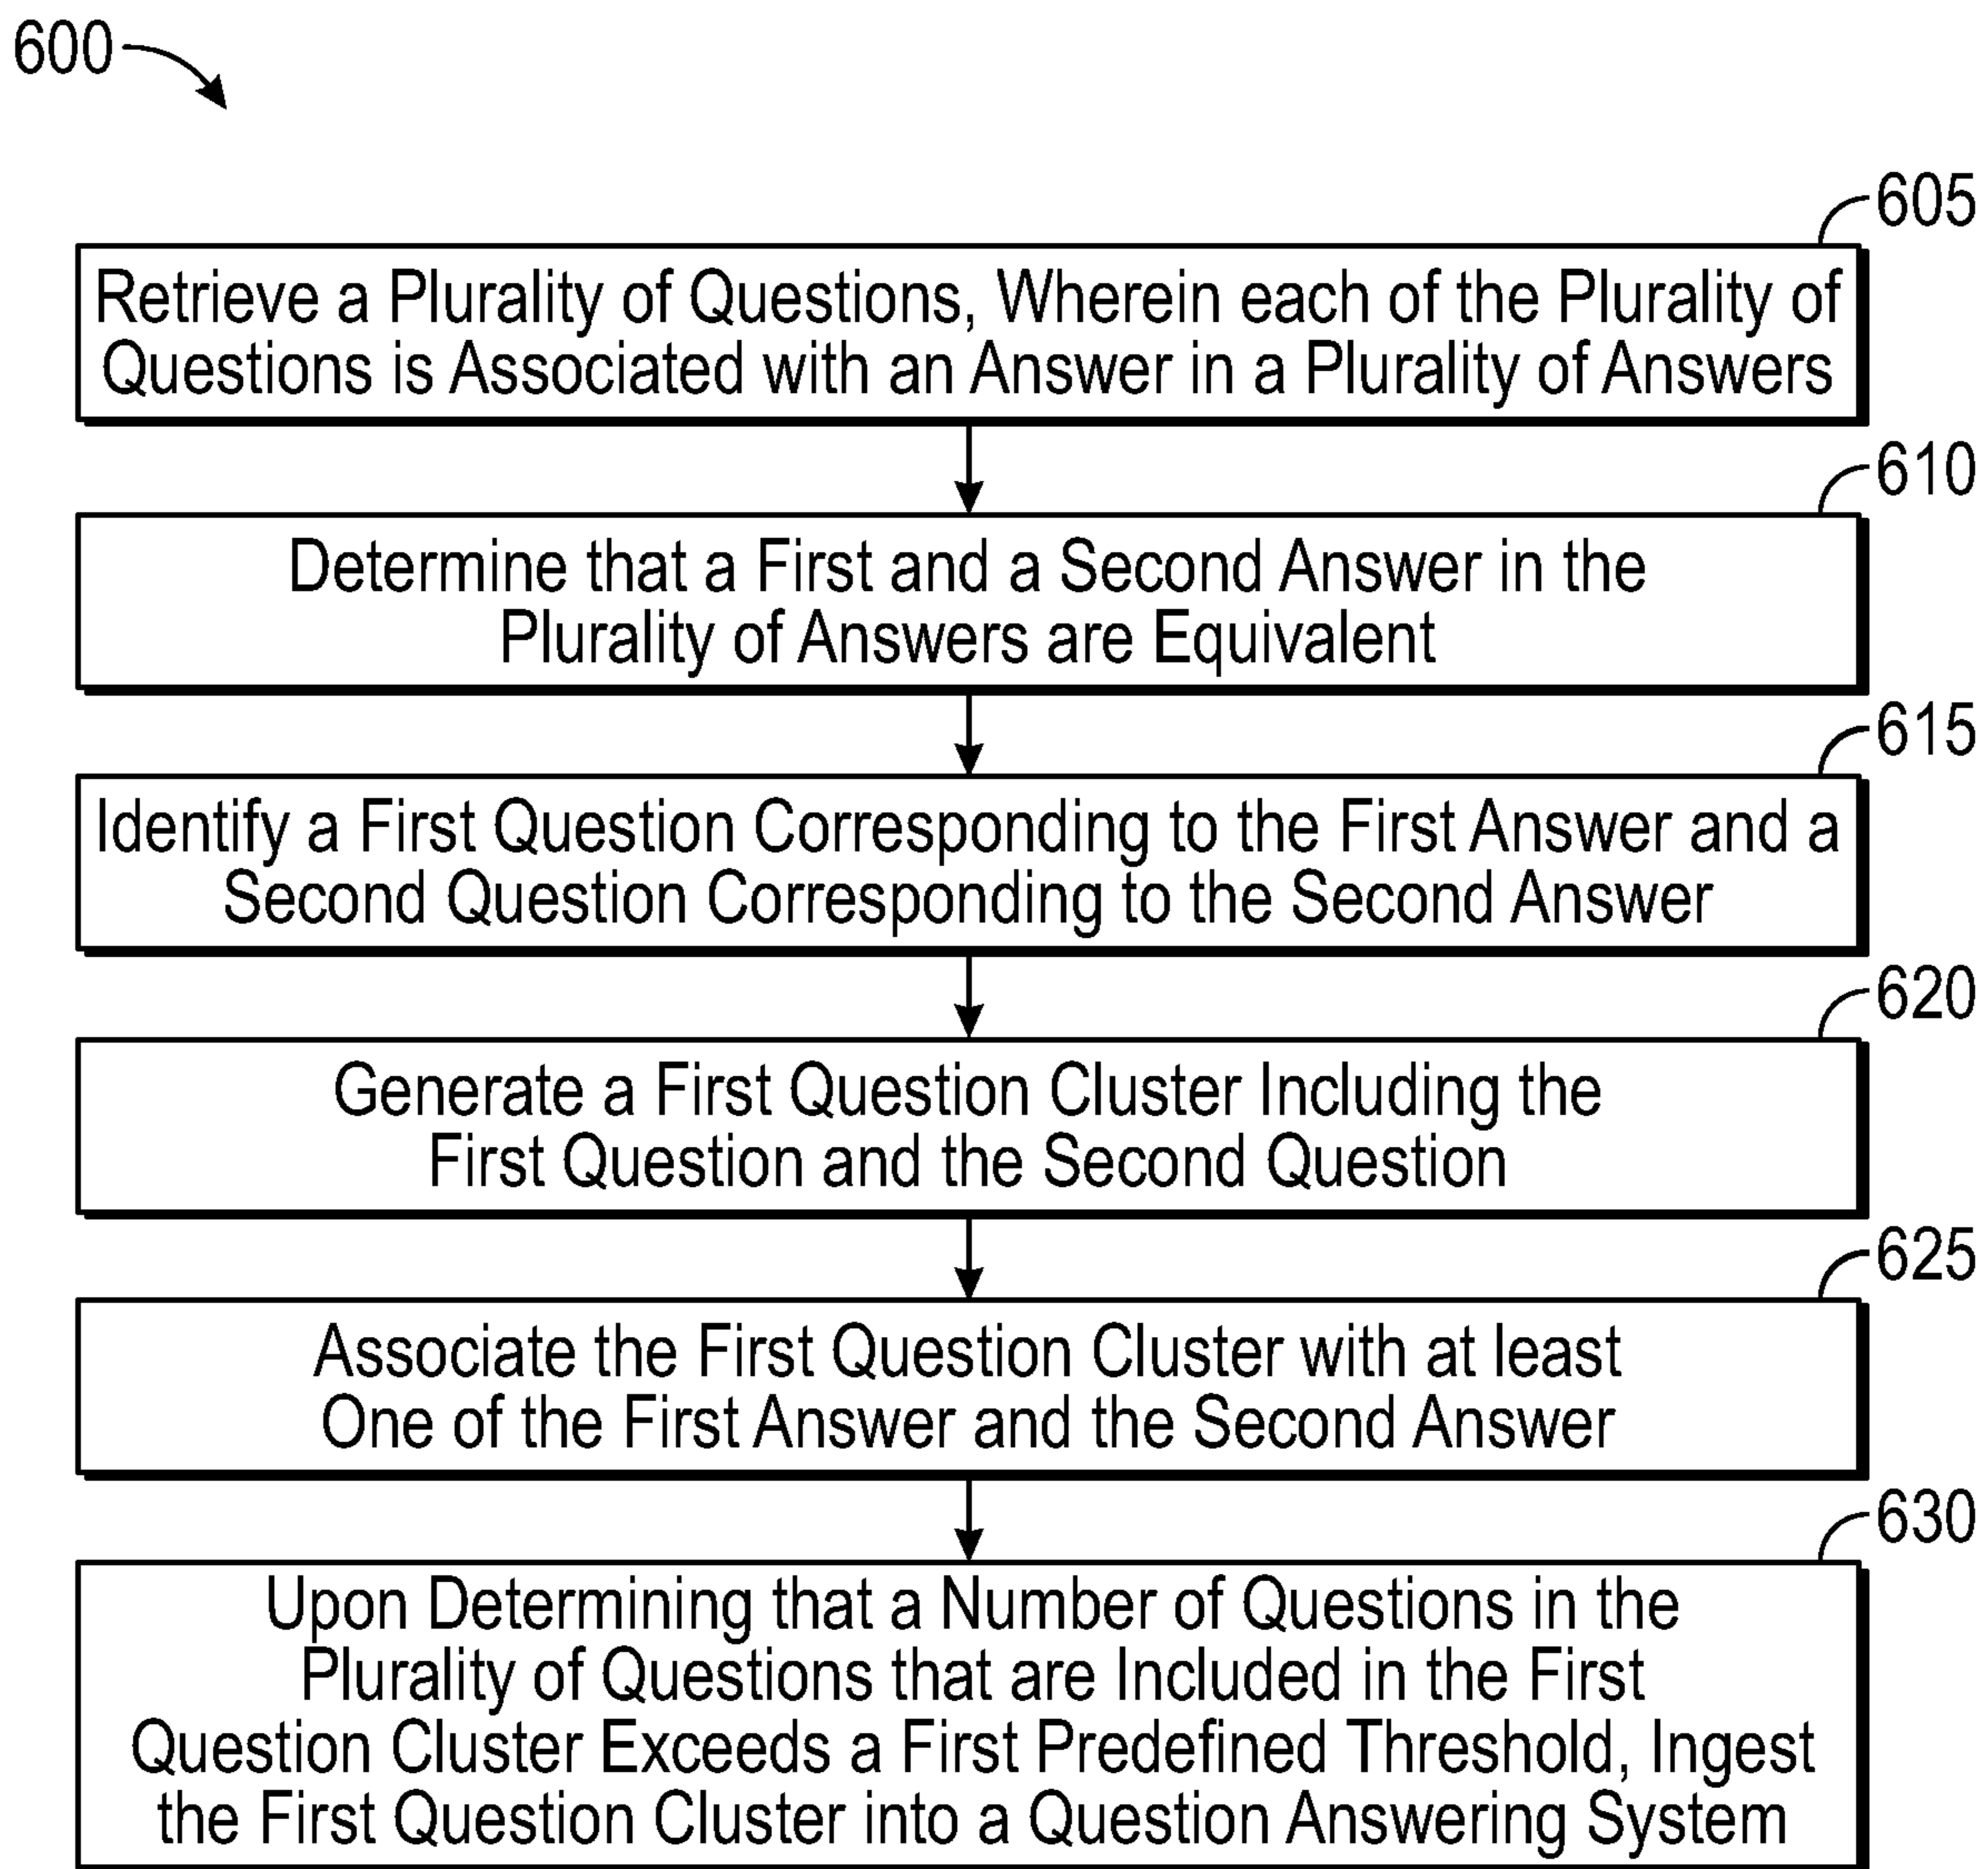 600
605
Retrieve a Plurality of Questions, Wherein each of the Plurality of
Questions is Associated with an Answer in a Plurality of Answers
610
Determine that a First and a Second Answer in the
Plurality of Answers are Equivalent
615
Identify a First Question Corresponding to the First Answer and a
Second Question Corresponding to the Second Answer
620
Generate a First Question Cluster Including the
First Question and the Second Question
625
Associate the First Question Cluster with at least
One of the First Answer and the Second Answer
630
Upon Determining that a Number of Questions in the
Plurality of Questions that are Included in the First
Question Cluster Exceeds a First Predefined Threshold, Ingest
the First Question Cluster into a Question Answering System